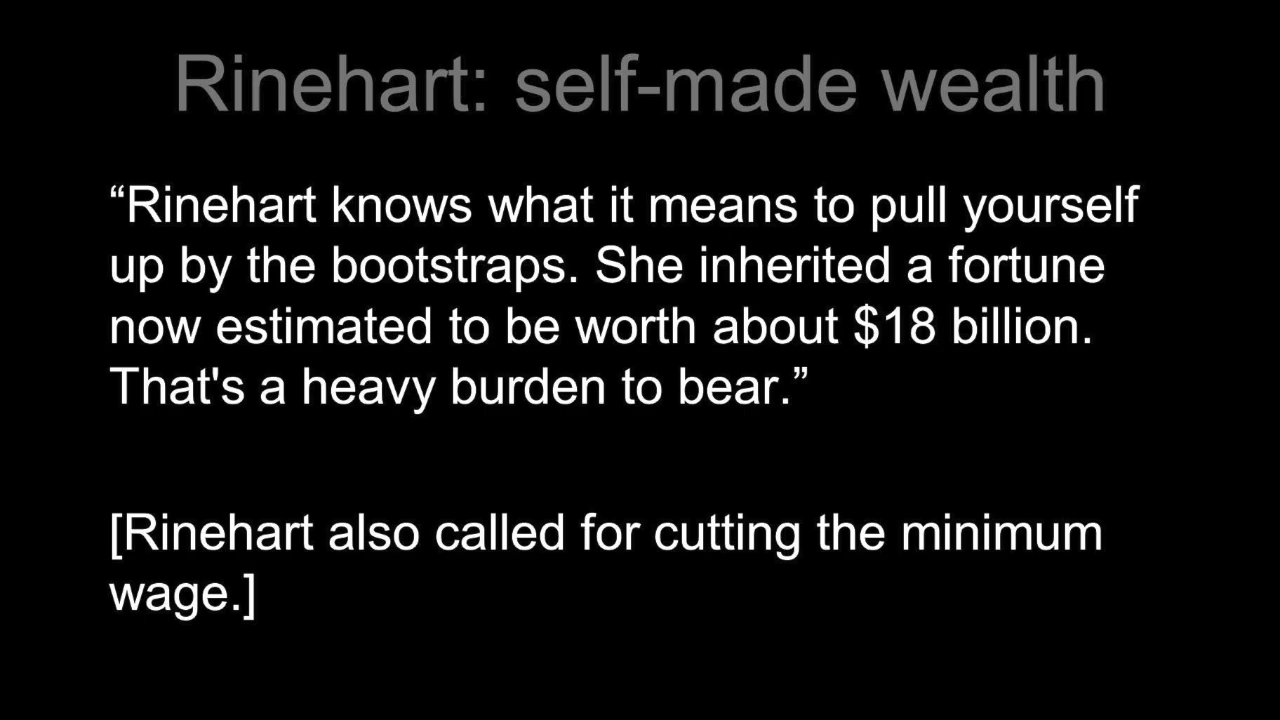 Rinehart: self-made wealth
“Rinehart knows what it means to pull yourself
up by the bootstraps. She inherited a fortune
now estimated to be worth about $18 billion.
That's a heavy burden to bear.”
[Rinehart also called for cutting the minimum
wage.]